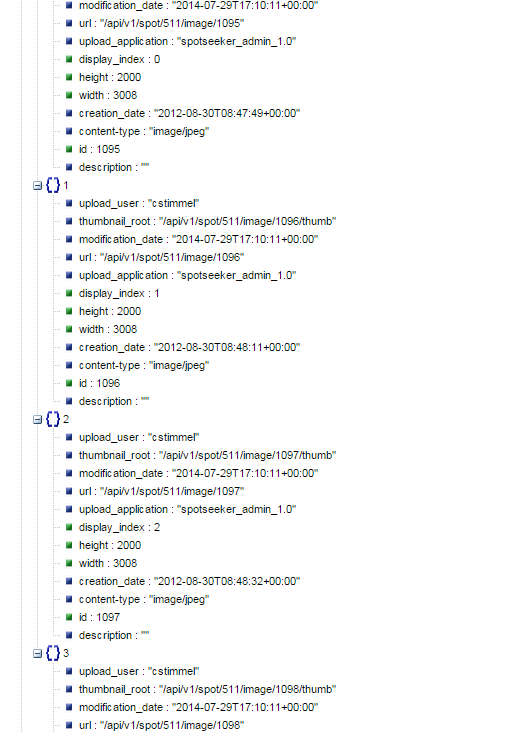 modification_date : "2014-07-29T17:10:11+00:00"
url : "/api/v1/spot/511/image/1095"
upload_application : "spotseeker_admin_1.0"
display_index : 0
height : 2000
width : 3008
creation_date : "2012-08-30T08:47:49+00:00"
content-type : "image/jpeg"
id : 1095
description : ""
{} 1
upload_user : "cstimmel"
thumbnail_root : "/api/v1/spot/511/image/1096/thumb"
modification_date : "2014-07-29T17:10:11+00:00"
url : "/api/v1/spot/511/image/1096"
upload_application : "spotseeker_admin_1.0"
display_index : 1
height : 2000
width : 3008
creation_date : "2012-08-30T08:48:11+00:00"
content-type : "image/jpeg"
id : 1096
description : ""
{} 2
upload_user : "cstimmel"
thumbnail_root : "/api/v1/spot/511/image/1097/thumb"
modification_date : "2014-07-29T17:10:11+00:00"
url : "/api/v1/spot/511/image/1097"
upload_application : "spotseeker_admin_1.0"
display_index : 2
height : 2000
width : 3008
creation_date : "2012-08-30T08:48:32+00:00"
content-type : "image/jpeg"
id : 1097
description : ""
{} 3
upload_user : "cstimmel"
thumbnail_root : "/api/v1/spot/511/image/1098/thumb"
modification_date : "2014-07-29T17:10:11+00:00"
url : "/api/v1/spot/511/image/1098"